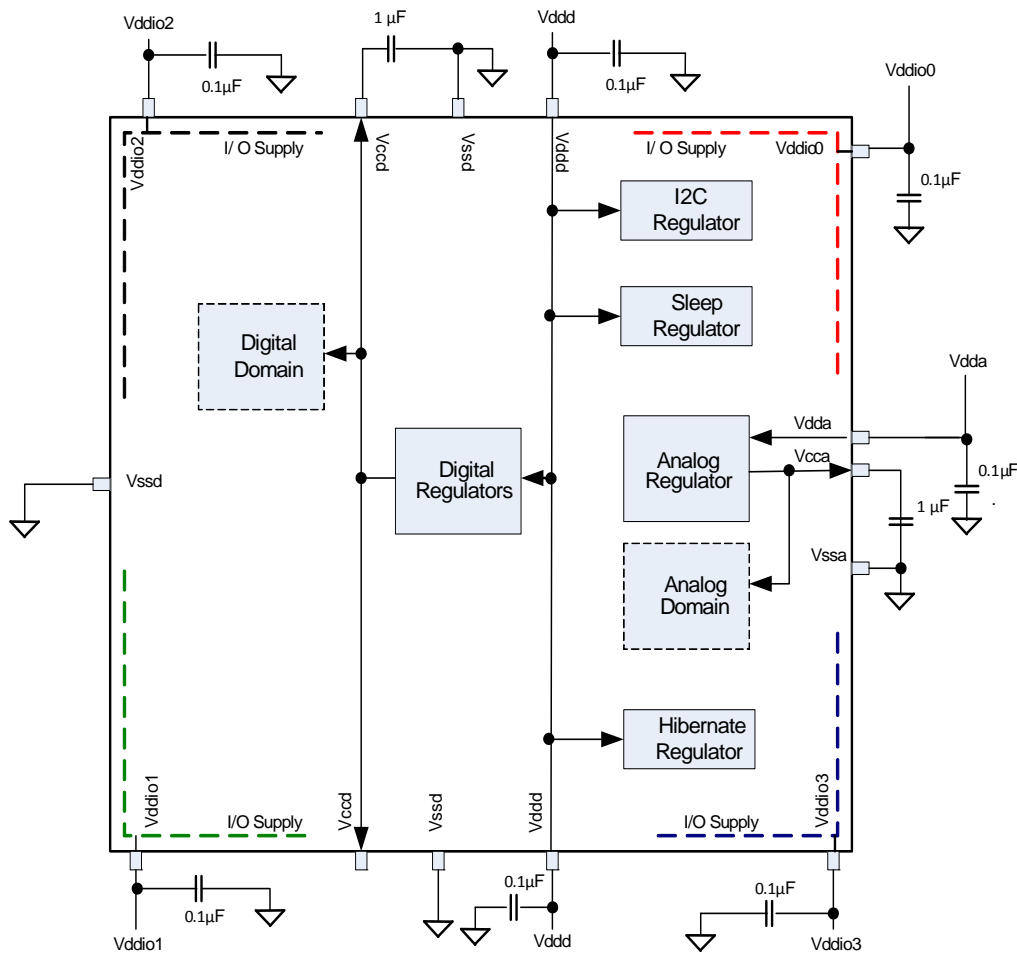 Vddio2
1 µF
Vddd
0.1µF
0.1µF
Vddio0
0.1µF
Vddio2
I/ O Supply
Vccd
Vssd
Vddd
I/ O Supply
Vddio0
I2C
Regulator
Sleep
Regulator
Digital
Domain
Vdda
Vdda
Analog
Regulator
Vcca
Digital
Regulators
0.1µF
1 µF
.
Vssd
Vssa
Analog
Domain
Hibernate
Regulator
Vddio1
I/O Supply
Vccd
Vssd
Vddd
I/O Supply
Vddio3
0.1µF
0.1µF
0.1µF
Vddio1
Vddd
Vddio3